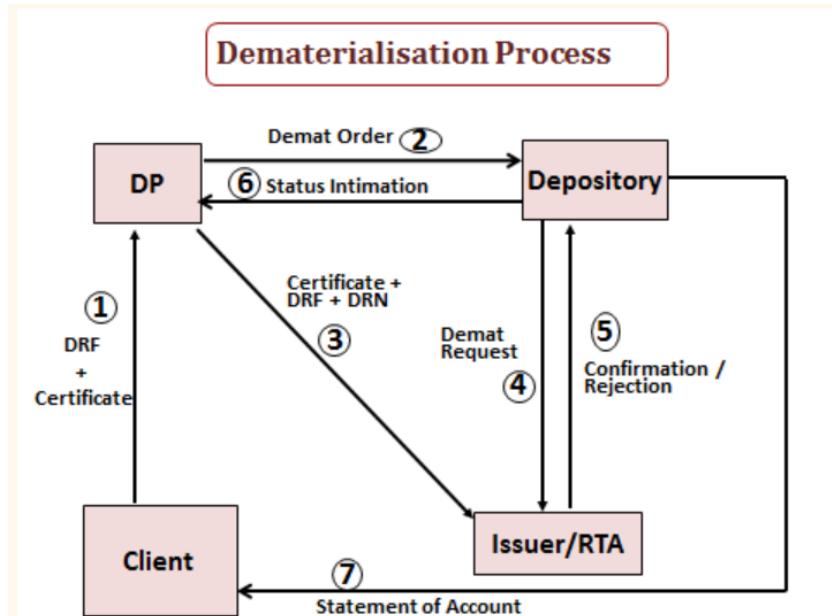 Dematerialisation Process
Demat Order 2
DP
6 Status Intimation
Depository
1
DRF
+
Certificate
Certificate +
DRF + DRN
3
Demat
Request
4
5
Confirmation /
Rejection
Client
Issuer/RTA
7
Statement of Account